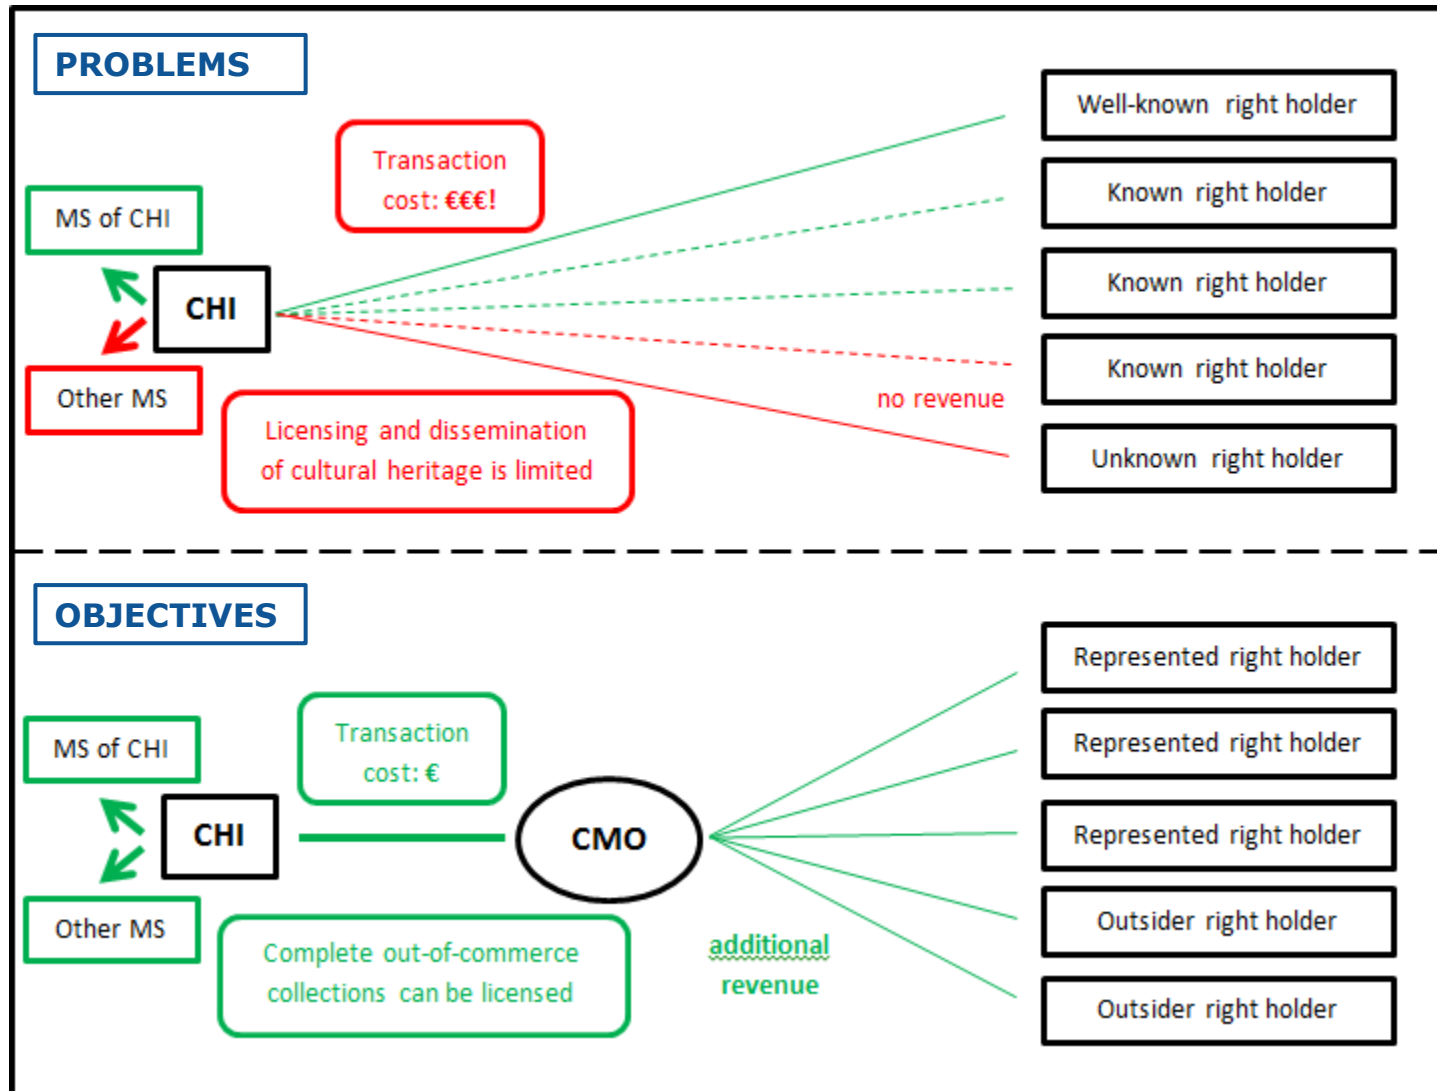 PROBLEMS
Well-known right holder
Transaction
cost: €€€!
Known right holder
MS of CHI
Known right holder
CHI
Known right holder
Other MS
no revenue
Licensing and dissemination
of cultural heritage is limited
Unknown right holder
OBJECTIVES
Represented right holder
Transaction
cost: €
MS of CHI
Represented right holder
CHI
CMO
Represented right holder
Other MS
Outsider right holder
Complete out-of-commerce
collections can be licensed
additional
revenue
Outsider right holder